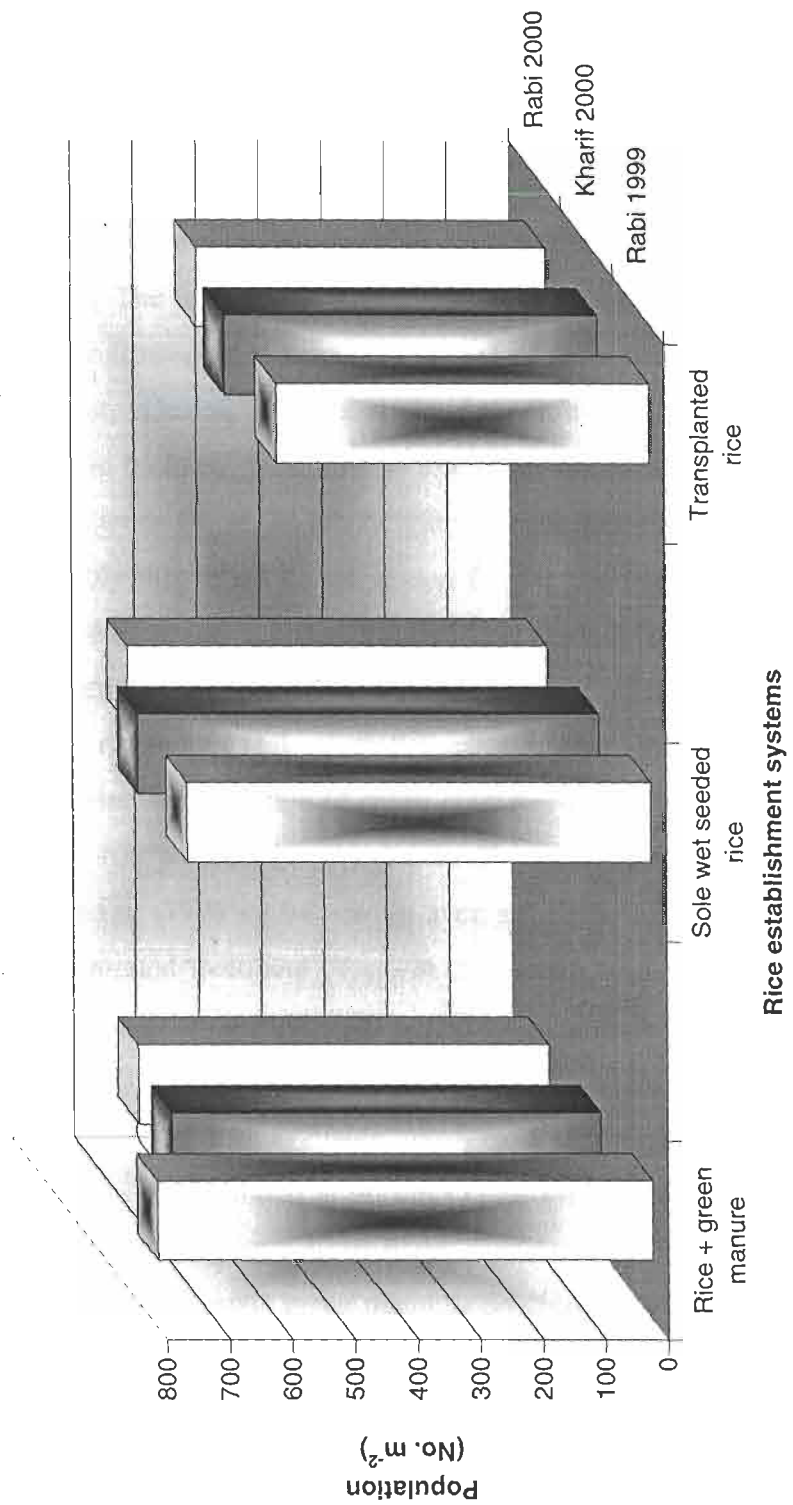 Population
(No. m-2)
800
700
600
500
400
300
200
100
0
Rice + green
manure
Sole wet seeded
rice
Transplanted
rice
Rabi 1999
Kharif 2000
Rabi 2000
Rice establishment systems